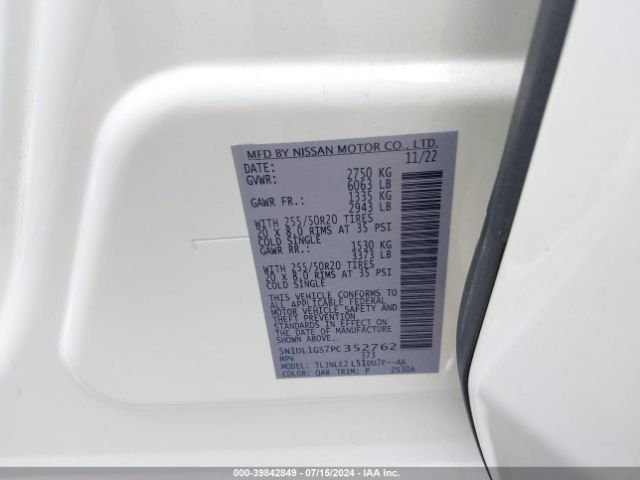 MFD BY NISSAN MOTOR CO., LTD.
DATE: 11/22
GVWR: 2750 KG
6063 LB
GAWR FR.: 1335 KG
2943 LB
WITH 255/50R20 TIRES
20 x 8.0 RIMS AT 35 PSI
COLD SINGLE
GAWR RR.: 1530 KG
3373 LB
WITH 255/50R20 TIRES
20 x 8.0 RIMS AT 35 PSI
COLD SINGLE
THIS VEHICLE CONFORMS TO
ALL APPLICABLE FEDERAL
MOTOR VEHICLE SAFETY AND
THEFT PREVENTION
STANDARDS IN EFFECT ON
THE DATE OF MANUFACTURE
SHOWN ABOVE.
5N1DL1GS7PC352762
MPV 373
MODEL:
COLOR: QAB TRIM: P 2S30A
000-39842849 - 07/15/2024 - IAA Inc.